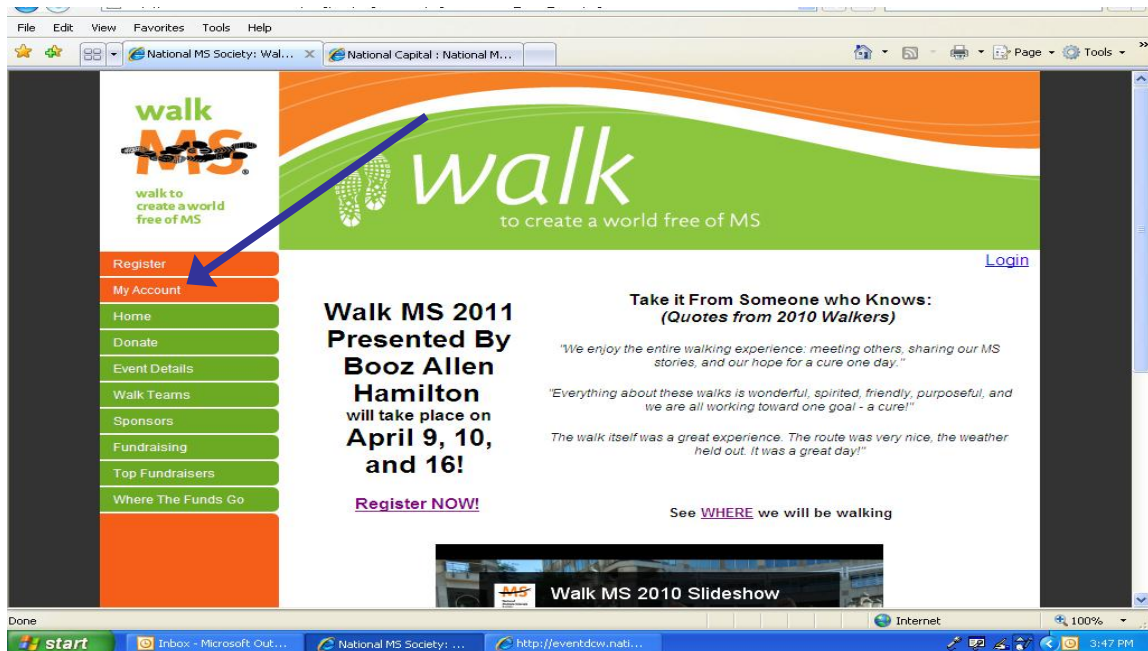 File Edit View Favorites Tools Help
National MS Society: Wal... National Capital : National M... Page Tools
walk
MS
walk to
create a world
free of MS
walk
to create a world free of MS
Login
Register
My Account
Home
Donate
Event Details
Walk Teams
Sponsors
Fundraising
Top Fundraisers
Where The Funds Go
Walk MS 2011
Presented By
Booz Allen
Hamilton
will take place on
April 9, 10,
and 16!
Register NOW!
Take it From Someone who Knows:
(Quotes from 2010 Walkers)
"We enjoy the entire walking experience: meeting others, sharing our MS
stories, and our hope for a cure one day."
"Everything about these walks is wonderful, spirited, friendly, purposeful, and
we are all working toward one goal - a cure!"
The walk itself was a great experience. The route was very nice, the weather
held out. It was a great day!"
See WHERE we will be walking
MS
Walk MS 2010 Slideshow
Done Internet 100%
start Inbox - Microsoft Out... National MS Society: ... http://eventdcw.nati... 3:47 PM